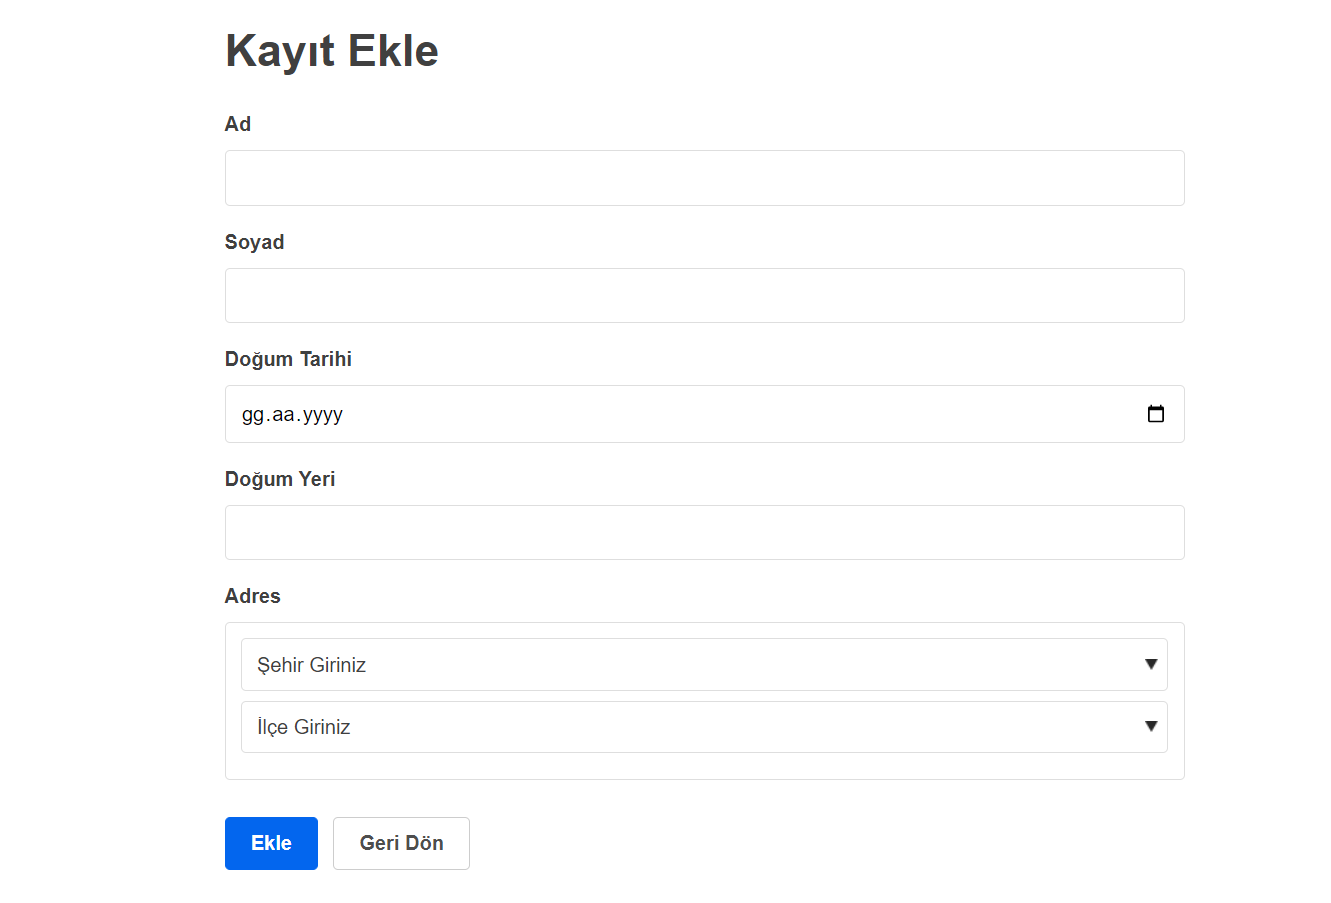 Kayıt Ekle
Ad
Soyad
Doğum Tarihi
gg.aa.yyyy
Doğum Yeri
Adres
Şehir Giriniz
İlçe Giriniz
Ekle
Geri Dön